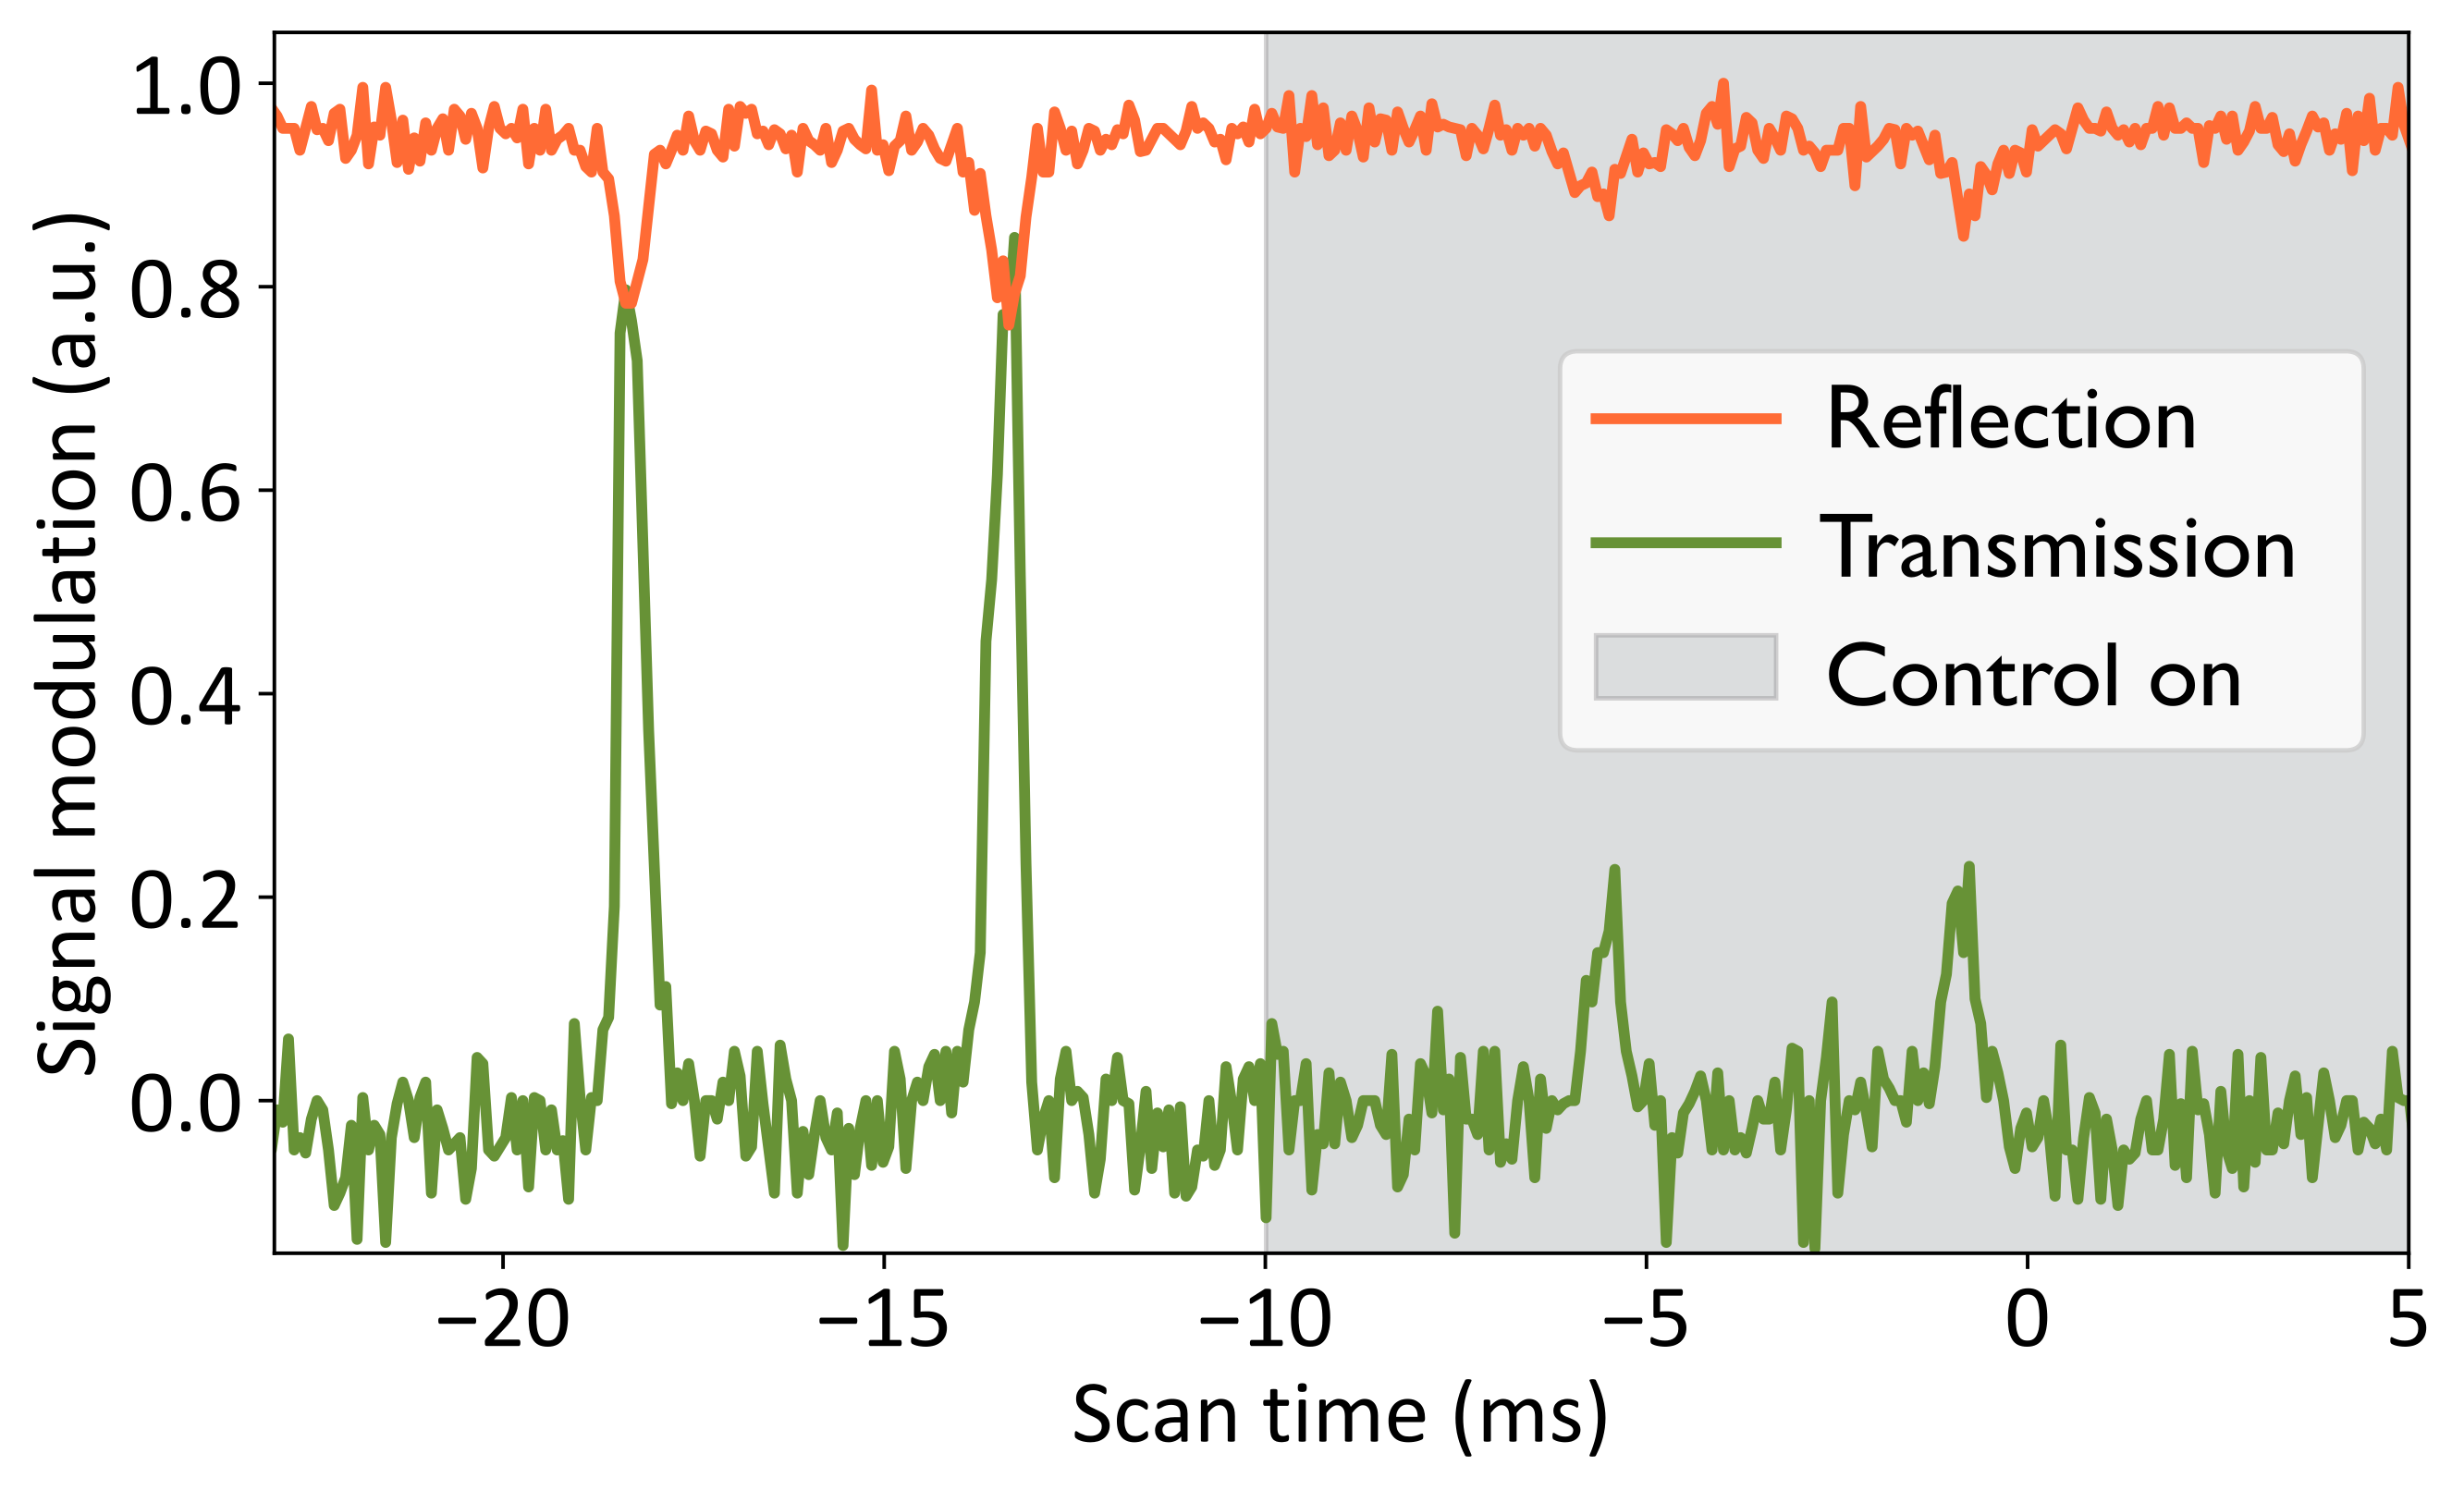 Signal modulation (a.u.)
1.0
0.8
0.6
0.4
0.2
0.0
Reflection
Transmission
Control on
−20 −15 −10 −5 0 5
Scan time (ms)